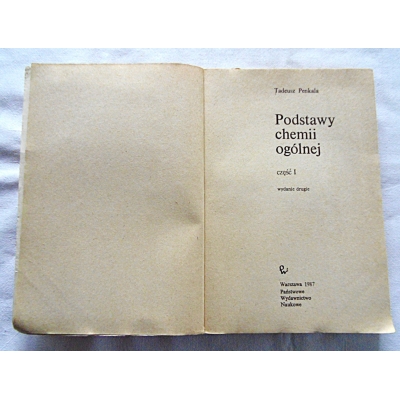 Tadeusz Penkala
Podstawy
chemii
ogólnej
część I
wydanie drugie
Warszawa 1967
Państwowe
Wydawnictwo
Naukowe